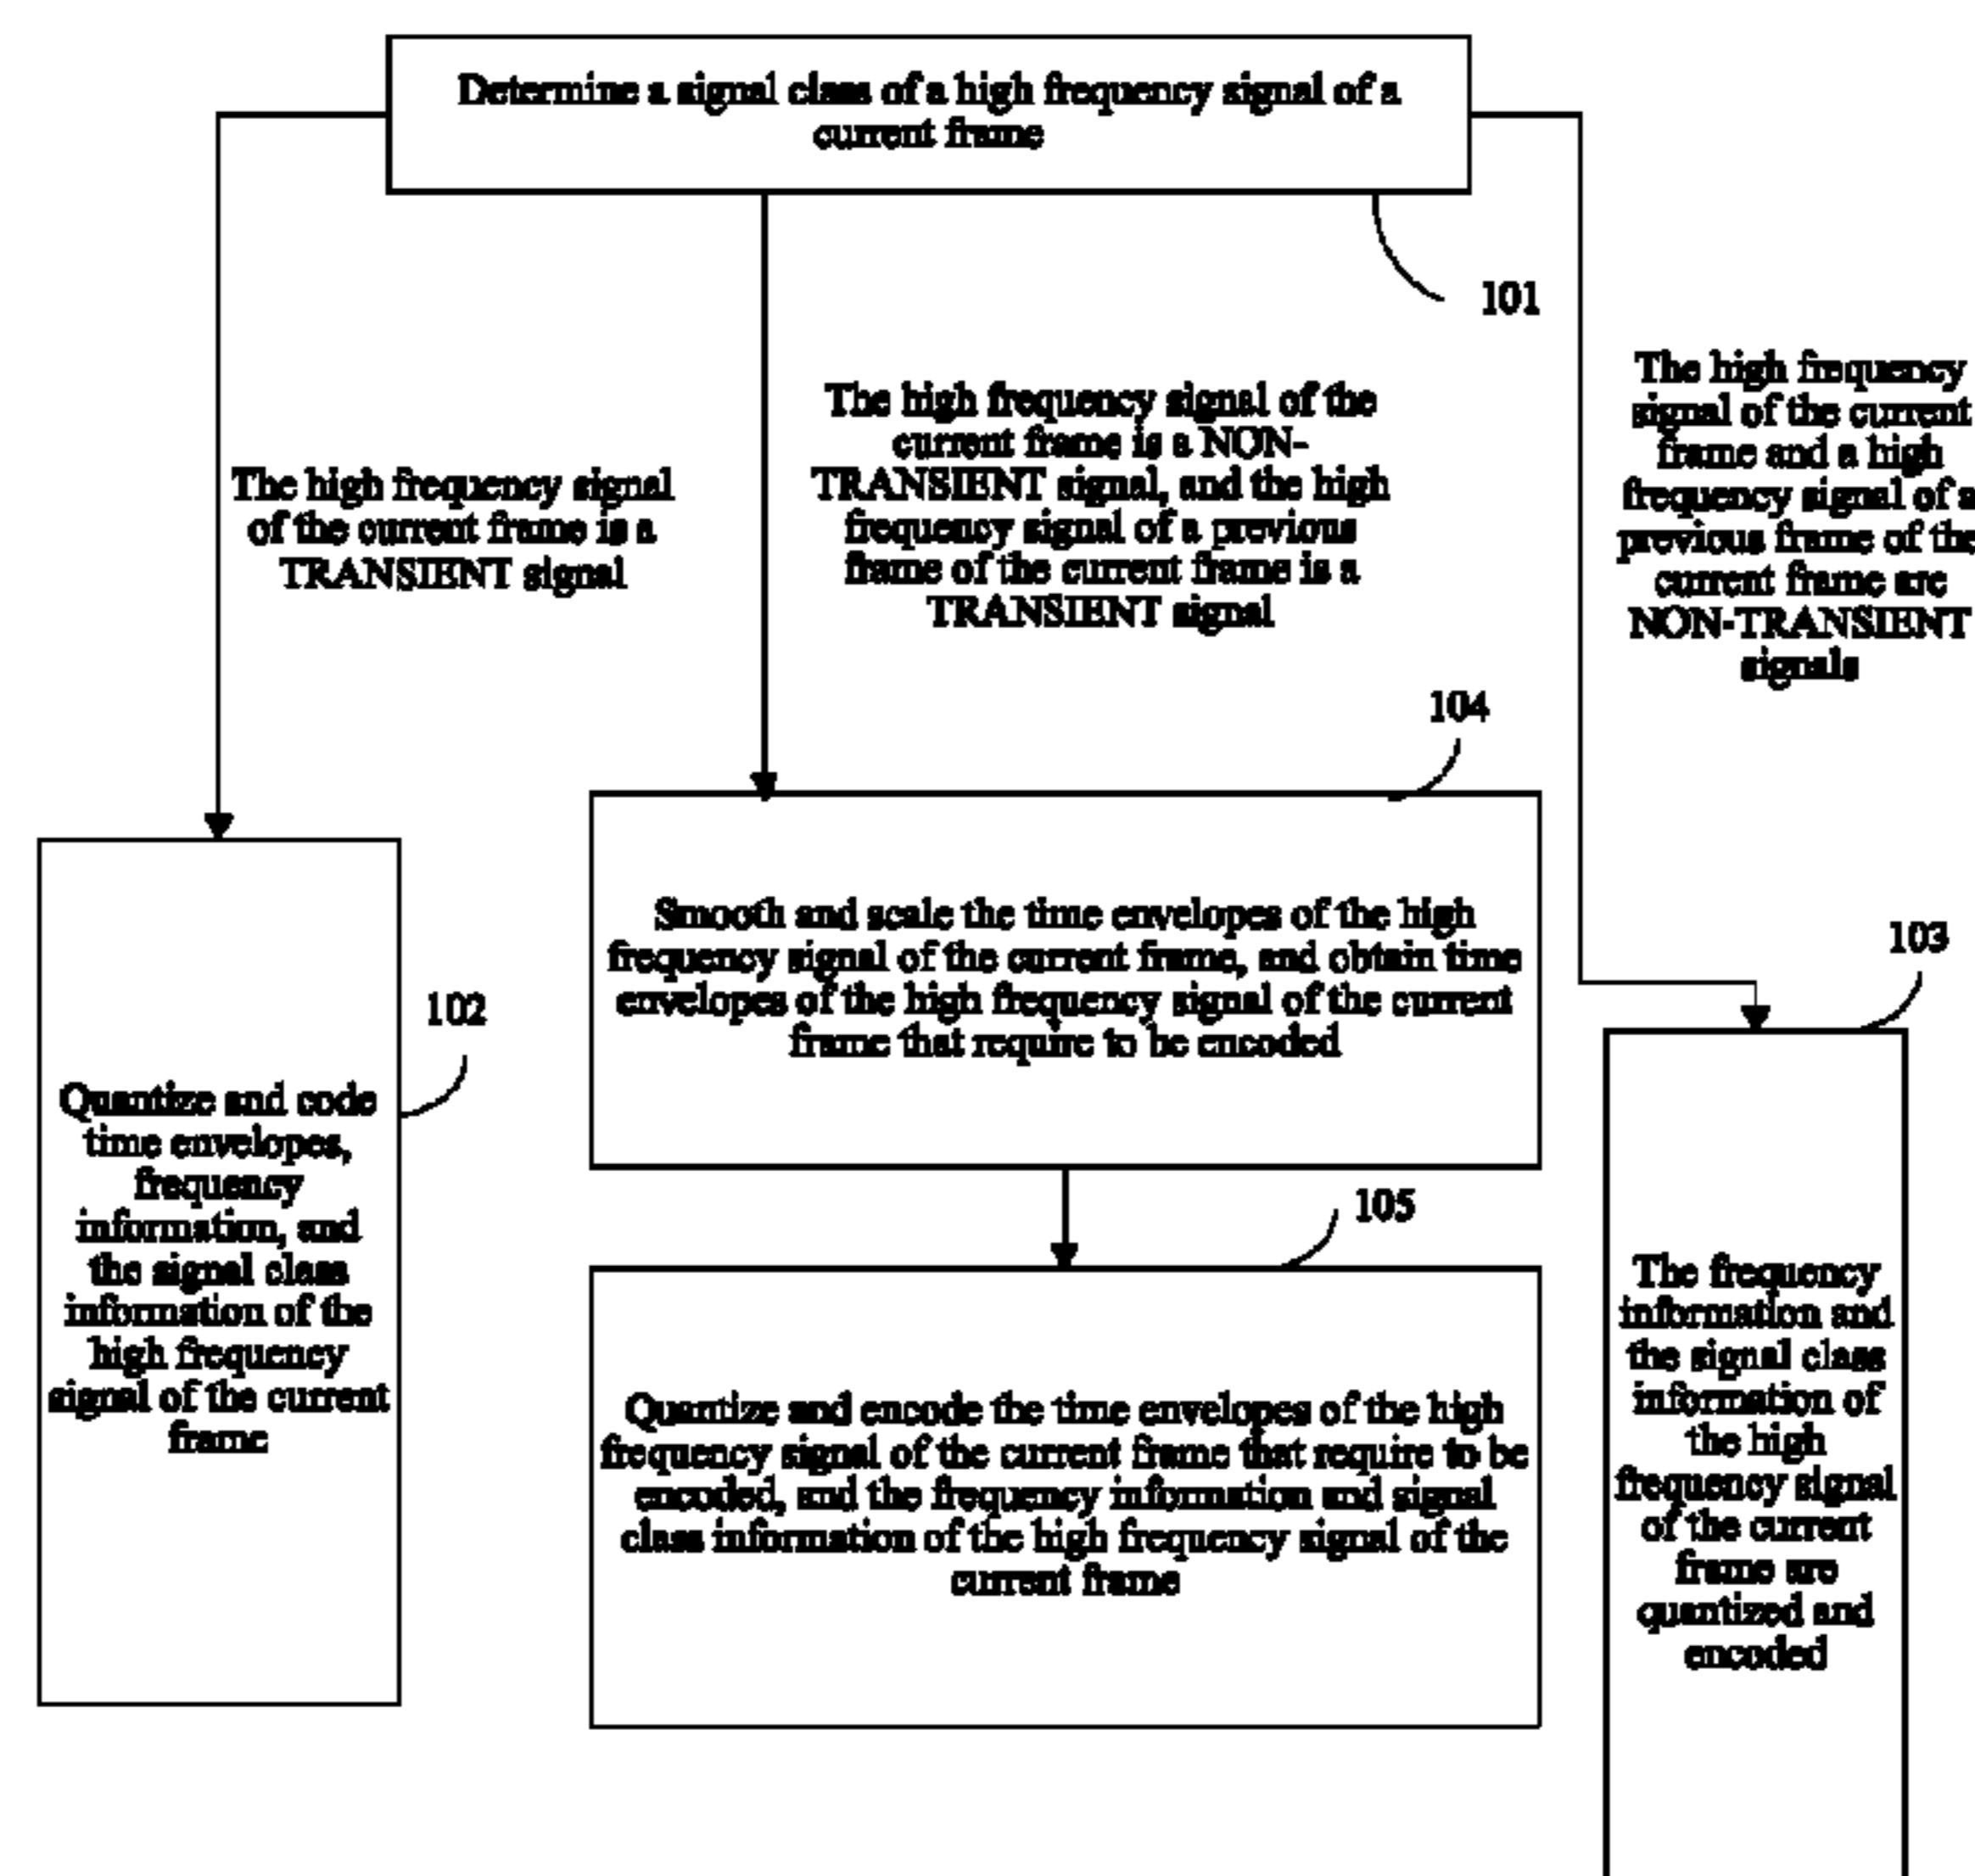 Determine a signal class of a high frequency signal of a
current frame
101
The high frequency signal
of the current frame is a
TRANSIENT signal
The high frequency signal of the
current frame is a NON-
TRANSIENT signal, and the high
frequency signal of a previous
frame of the current frame is a
TRANSIENT signal
The high frequency
signal of the current
frame and a high
frequency signal of a
previous frame of the
current frame are
NON-TRANSIENT
signals
104
Smooth and scale the time envelopes of the high
frequency signal of the current frame, and obtain time
envelopes of the high frequency signal of the current
frame that require to be encoded
103
102
Quantize and code
time envelopes,
frequency
information, and
the signal class
information of the
high frequency
signal of the current
frame
105
Quantize and encode the time envelopes of the high
frequency signal of the current frame that require to be
encoded, and the frequency information and signal
class information of the high frequency signal of the
current frame
The frequency
information and
the signal class
information of
the high
frequency signal
of the current
frame are
quantized and
encoded